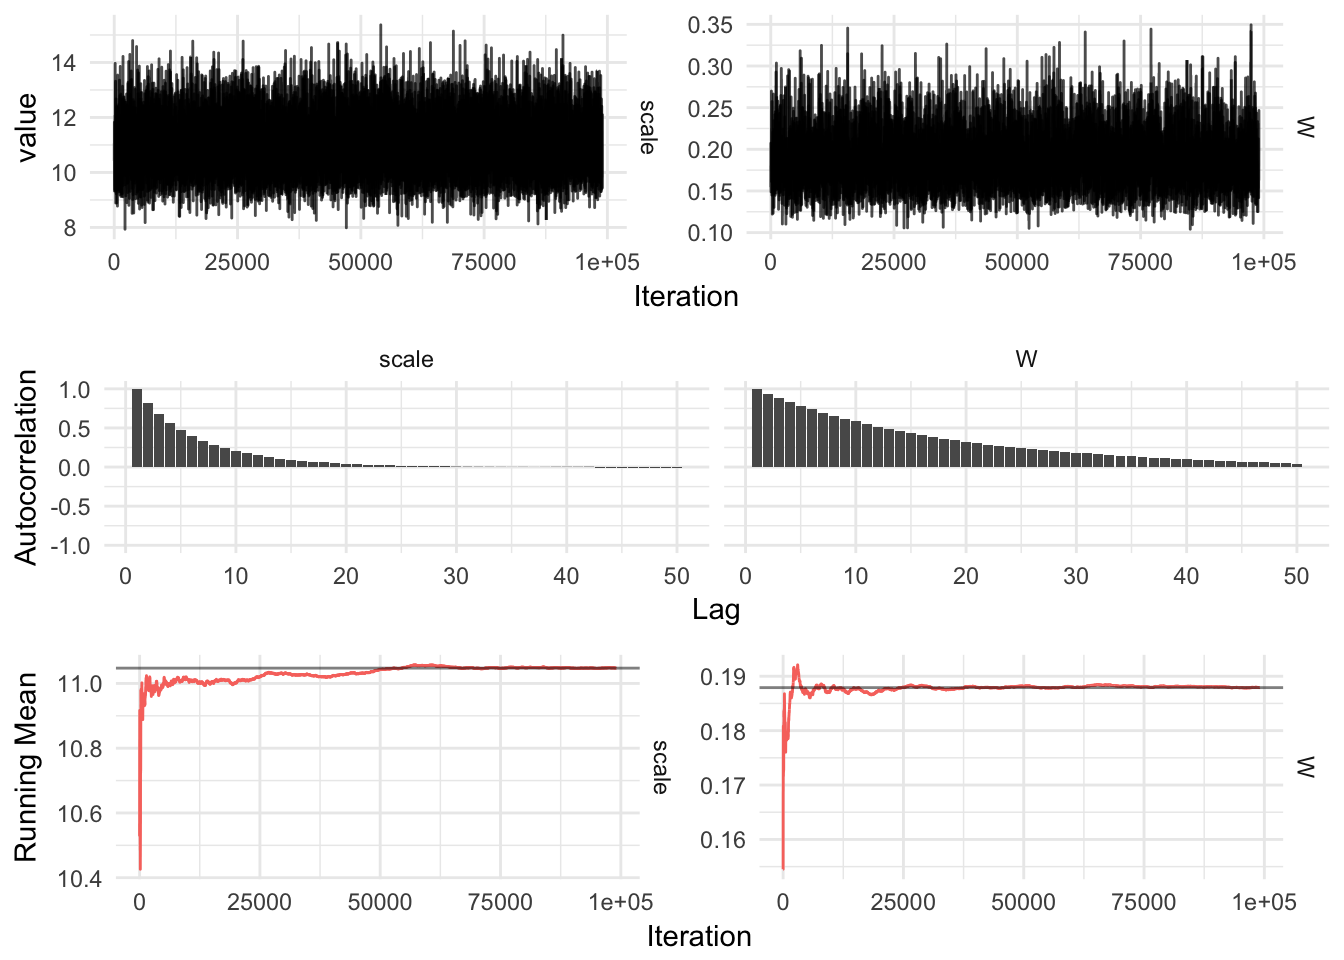 value
14
12
10
8
scale
0.35
0.30
0.25
0.20
0.15
0.10
W
0 25000 50000 75000 1e+05 0 25000 50000 75000 1e+05
Iteration
scale W
Autocorrelation
1.0
0.5
0.0
-0.5
-1.0
0 10 20 30 40 50 0 10 20 30 40 50
Lag
Running Mean
11.0
10.8
10.6
10.4
scale
0.19
0.18
0.17
0.16
W
0 25000 50000 75000 1e+05 0 25000 50000 75000 1e+05
Iteration